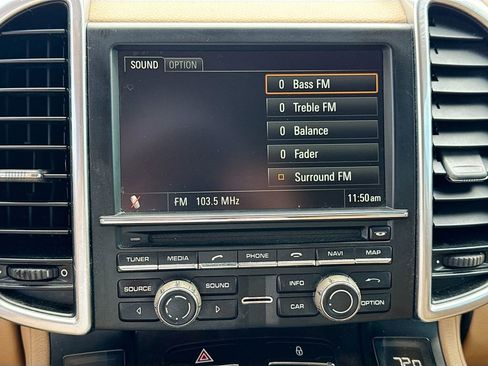 SOUND OPTION
0 Bass FM
0 Treble FM
0 Balance
0 Fader
Surround FM
FM 103.5 MHz 11:50am
TUNER MEDIA PHONE NAVI MAP
SOURCE SOUND INFO
CAR OPTION
72